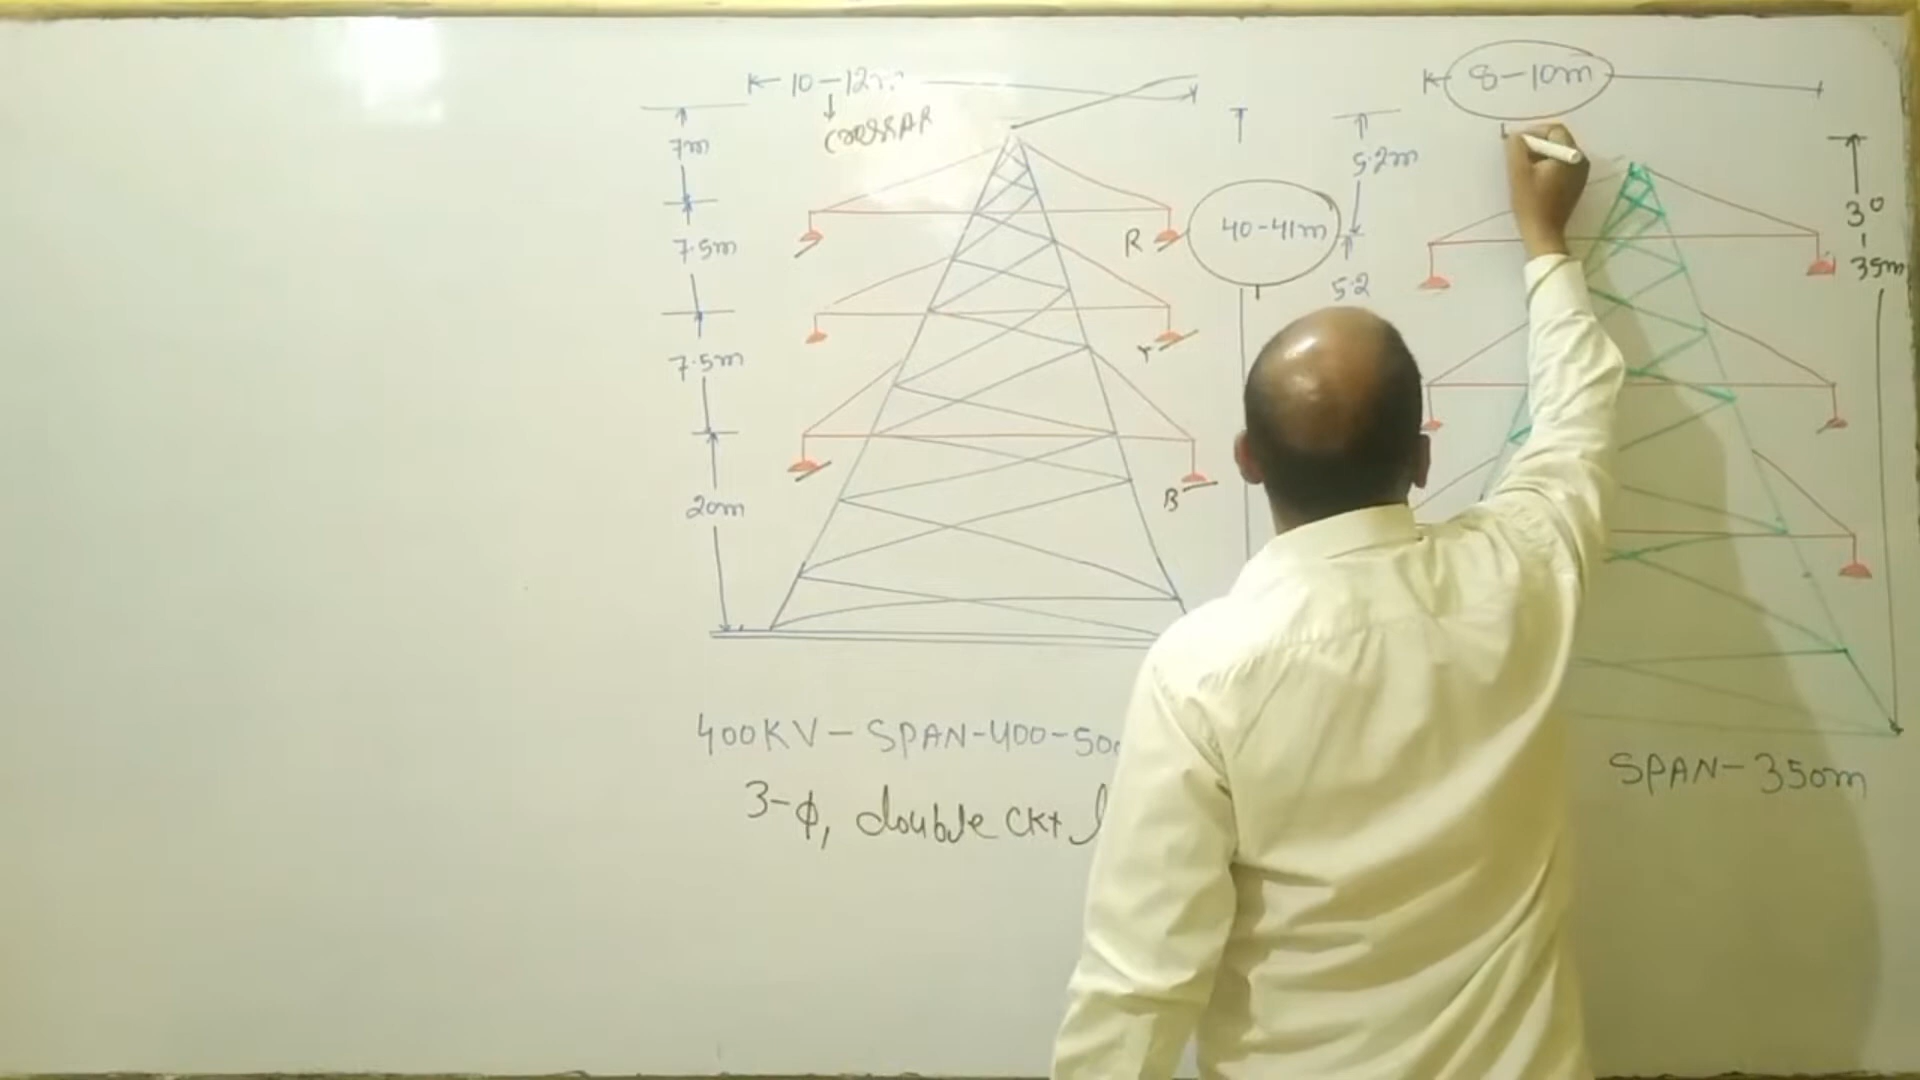 10-12m
CROSSAR
7m
7.5m
7.5m
20m
R
Y
B
40-41m
400KV-SPAN-400-50
3-φ, double ckt
8-10m
5.2m
5.2
30
35m
SPAN-350m